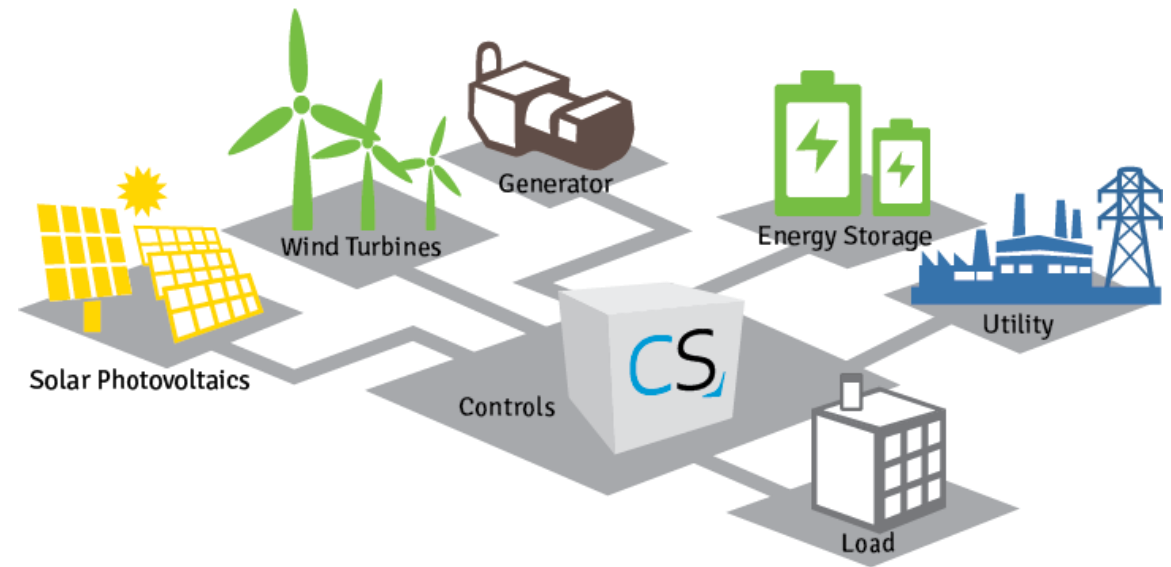 Generator
Wind Turbines
Energy Storage
Utility
Solar Photovoltaics
Controls
CS
Load